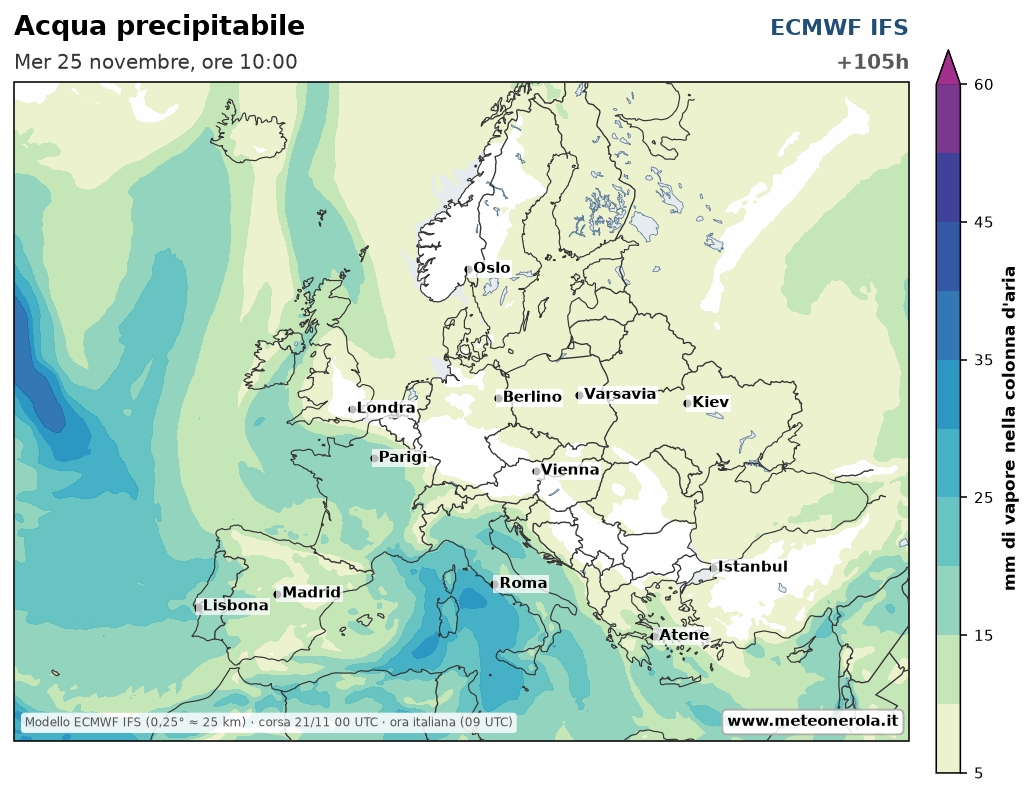 Acqua precipitabile
ECMWF IFS
Mer 25 novembre, ore 10:00
+105h
60
45
35
25
15
5
mm di vapore nella colonna d'aria
Oslo
Londra
Berlino
Varsavia
Kiev
Parigi
Vienna
Istanbul
Roma
Madrid
Lisbona
Atene
Modello ECMWF IFS (0,25° ≈ 25 km) · corsa 21/11 00 UTC · ora italiana (09 UTC)
www.meteonerola.it